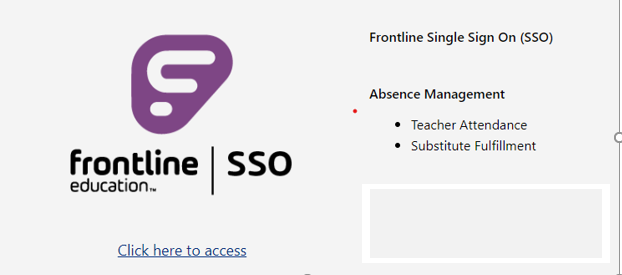 frontline
education™
SSO
Click here to access
Frontline Single Sign On (SSO)
Absence Management
• Teacher Attendance
• Substitute Fulfillment